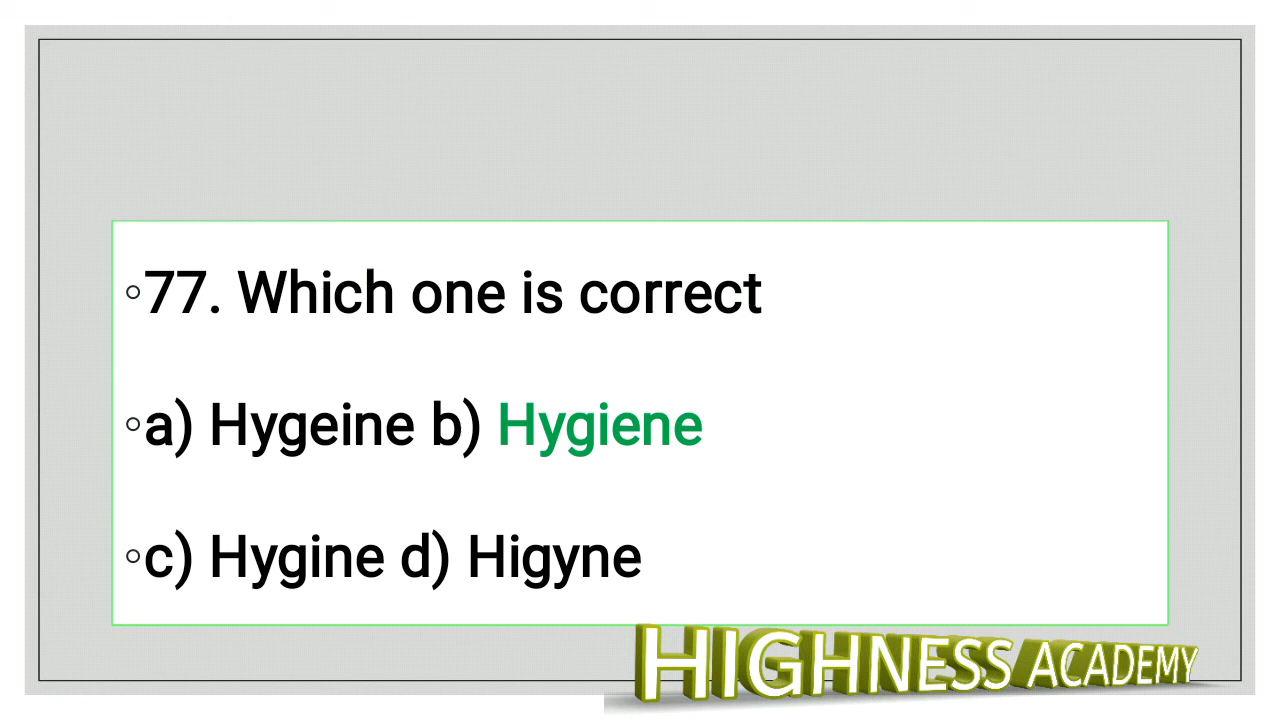 ◦77. Which one is correct
◦a) Hygeine b) Hygiene
◦c) Hygine d) Higyne
HIGHNESS ACADEMY